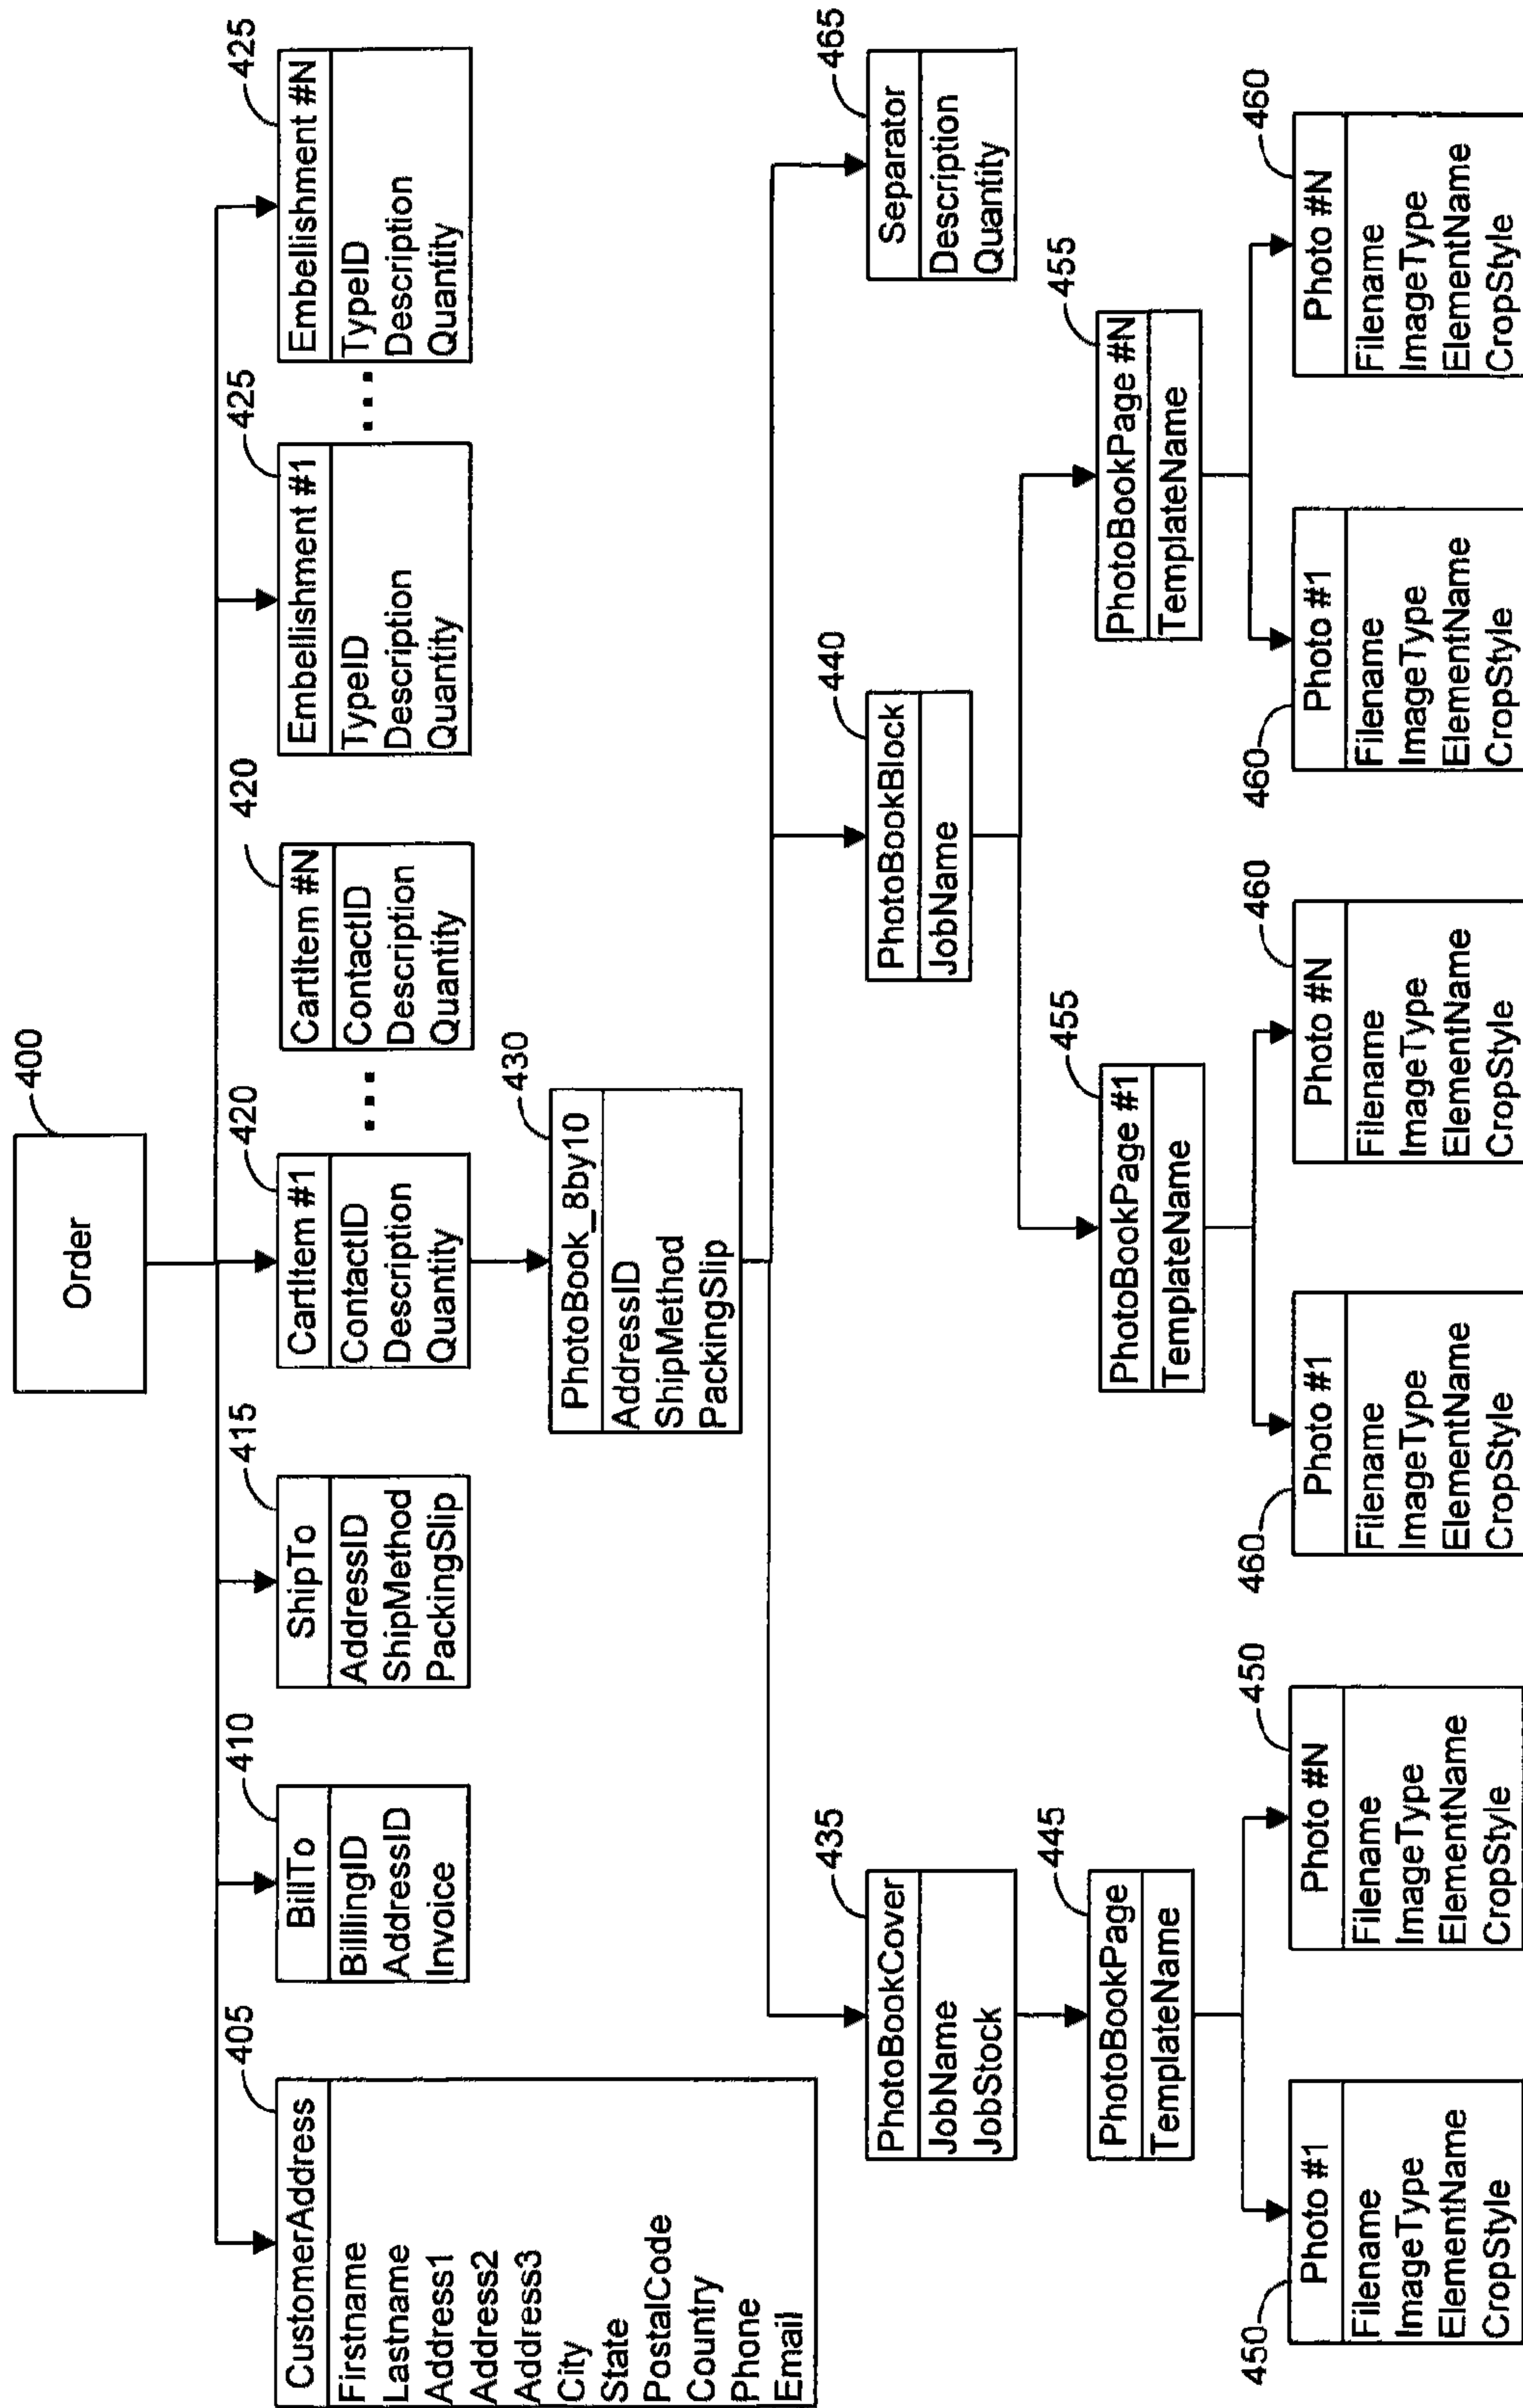 Order
400
CustomerAddress
405
Firstname
Lastname
Address1
Address2
Address3
City
State
PostalCode
Country
Phone
Email
BillTo
410
BilllingID
AddressID
Invoice
ShipTo
415
AddressID
ShipMethod
PackingSlip
CartItem #1
420
ContactID
Description
Quantity
...
CartItem #N
420
ContactID
Description
Quantity
Embellishment #1
425
TypeID
Description
Quantity
...
Embellishment #N
425
TypeID
Description
Quantity
PhotoBook_8by10
430
AddressID
ShipMethod
PackingSlip
PhotoBookCover
435
JobName
JobStock
PhotoBookBlock
440
JobName
Separator
465
Description
Quantity
PhotoBookPage
445
TemplateName
PhotoBookPage #1
455
TemplateName
PhotoBookPage #N
455
TemplateName
Photo #1
450
Filename
ImageType
ElementName
CropStyle
Photo #N
450
Filename
ImageType
ElementName
CropStyle
Photo #1
460
Filename
ImageType
ElementName
CropStyle
Photo #N
460
Filename
ImageType
ElementName
CropStyle
Photo #1
460
Filename
ImageType
ElementName
CropStyle
Photo #N
460
Filename
ImageType
ElementName
CropStyle